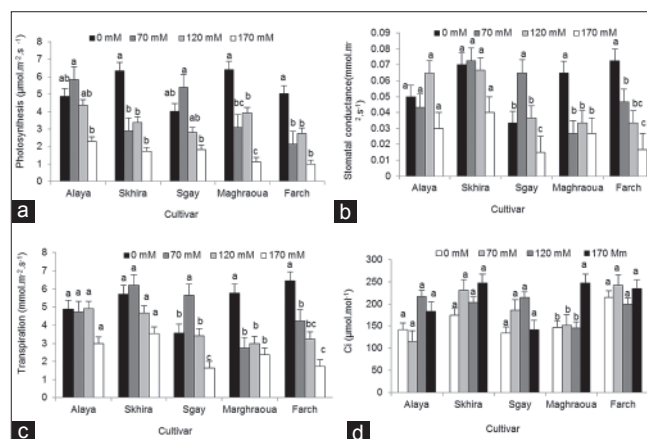 0 mM 70 mM 120 mM 170 mM
Photosynthesis (µmol.m⁻².s⁻¹)
8
7
6
5
4
3
2
1
0
ab a ab b
a b b c
ab a b b
a bc b c
a b b b
Alaya Skhira Sgay Maghraoua Farch
Cultivar
a
0 mM 70 mM 120 mM 170 mM
Stomatal conductance(mmol.m⁻².s⁻¹)
0.09
0.08
0.07
0.06
0.05
0.04
0.03
0.02
0.01
0
a a a a
a a a a
b a b c
a b b b
a b b c
Alaya Skhira Sgay Maghraoua Farch
Cultivar
b
0 mM 70 mM 120 mM 170 mM
Transpiration (mmol.m⁻².s⁻¹)
8
7
6
5
4
3
2
1
0
a a a a
a a a a
b a b c
a b b b
a b bc c
Alaya Skhira Sgay Marghraoua Farch
Cultivar
c
0 mM 70 mM 120 mM 170 Mm
Ci (µmol.mol⁻¹)
300
250
200
150
100
50
0
a a a a
a a a a
a a a a
b b b a
a a a a
Alaya Skhira Sgay Maghraoua Farch
Cultivar
d